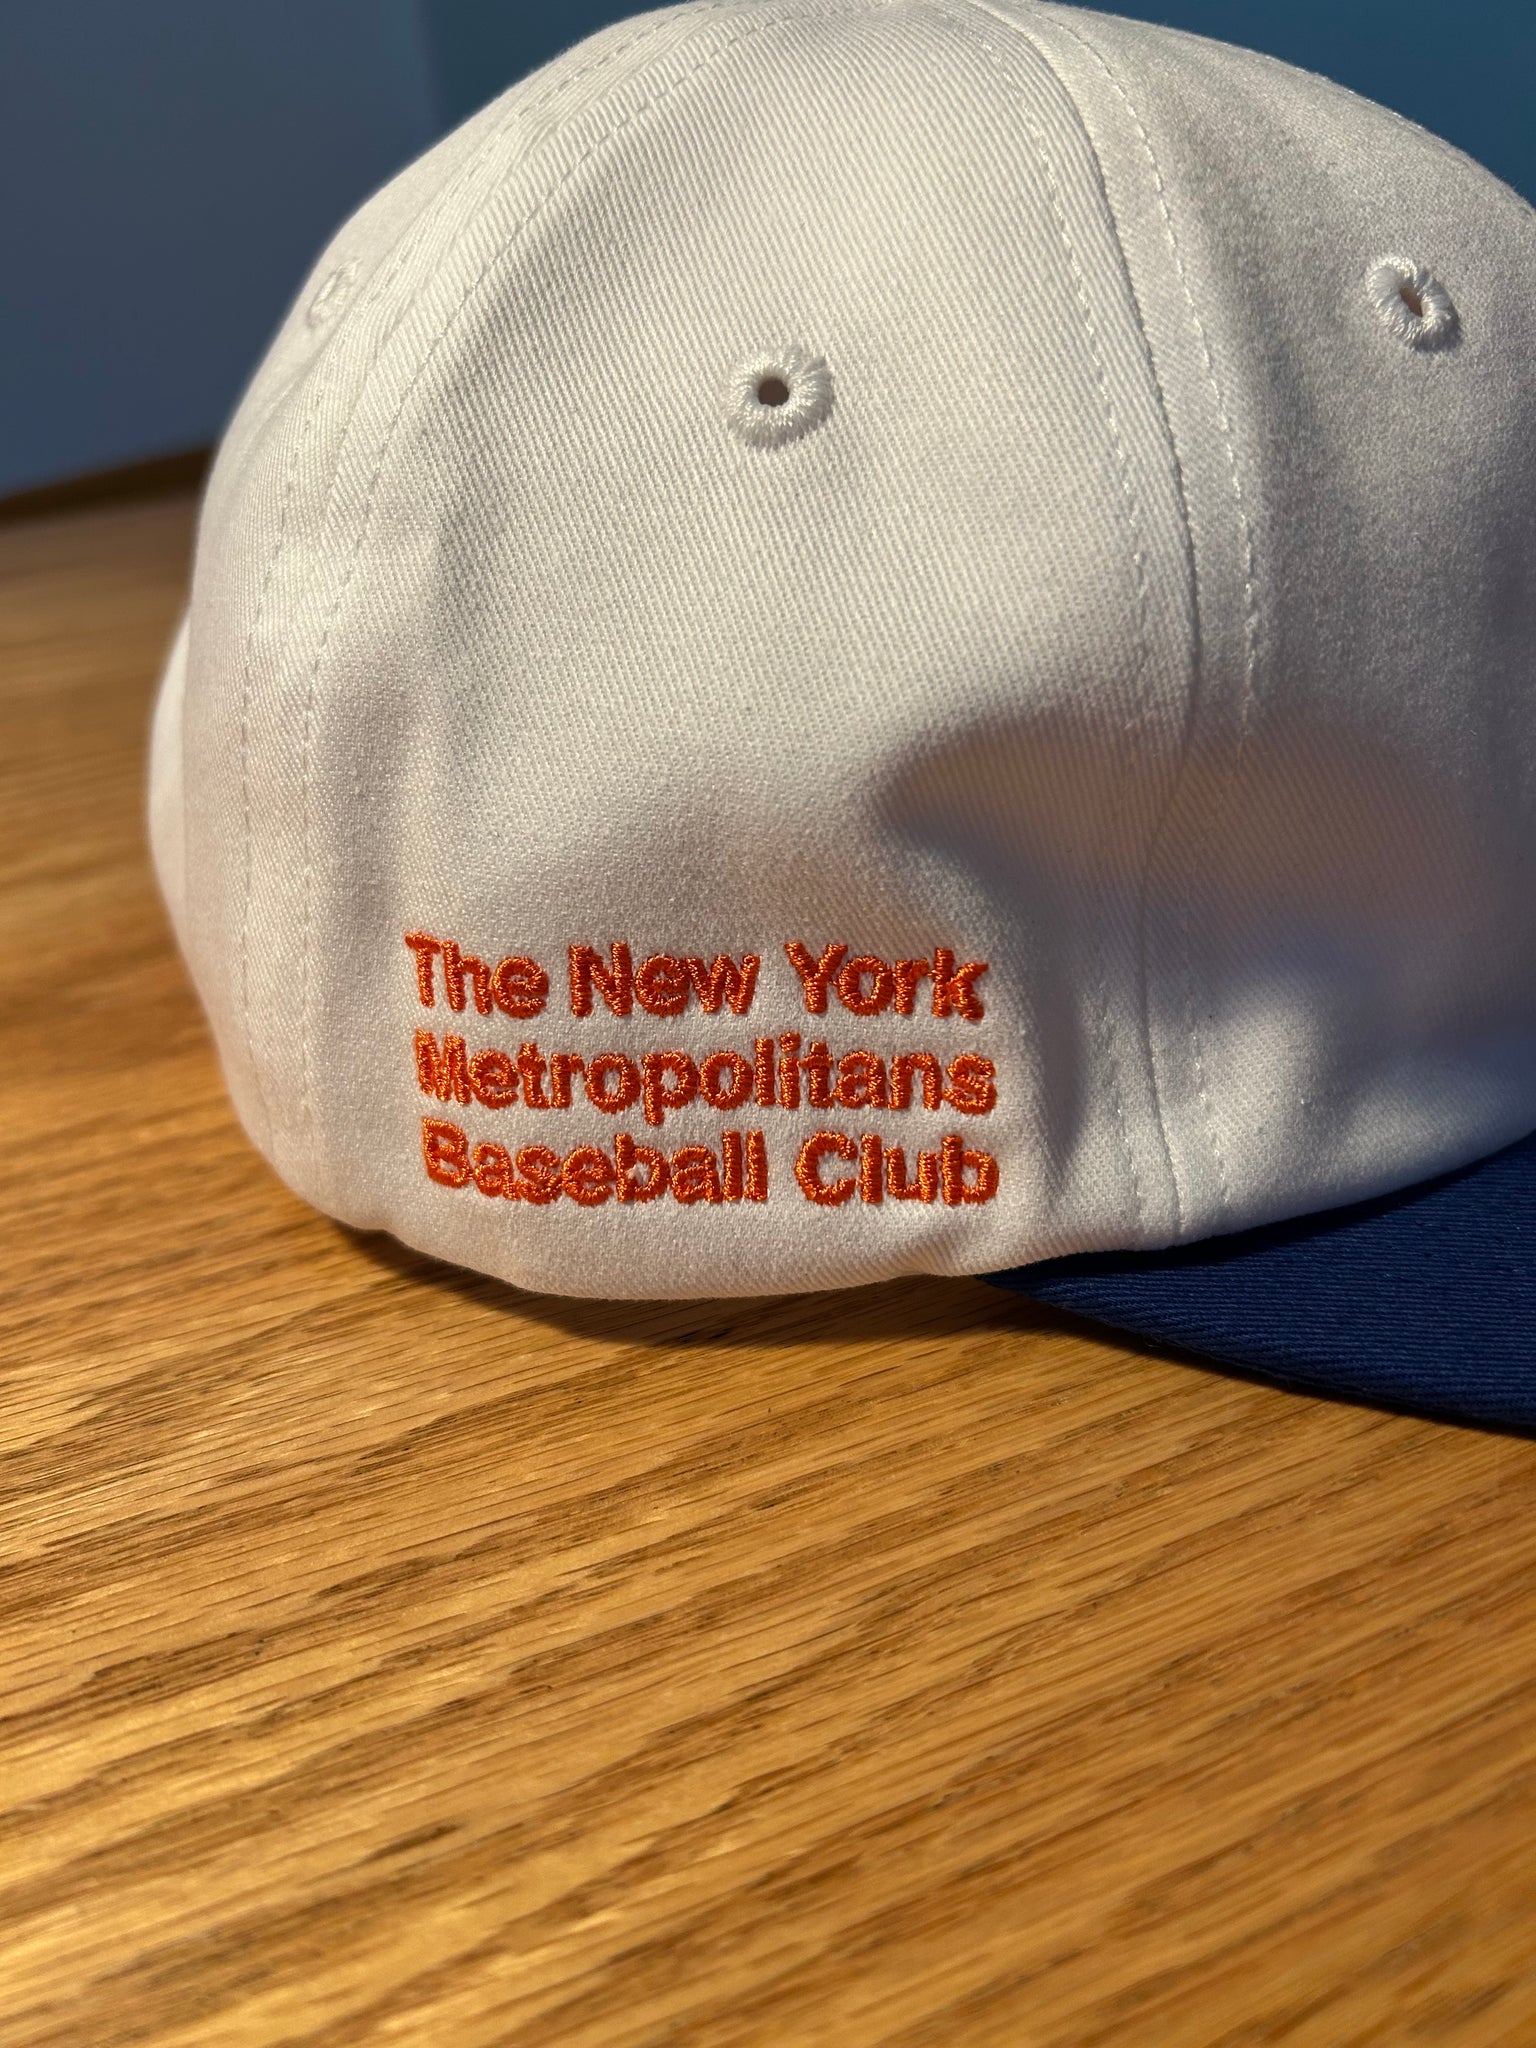 The New York
Metropolitans
Baseball Club